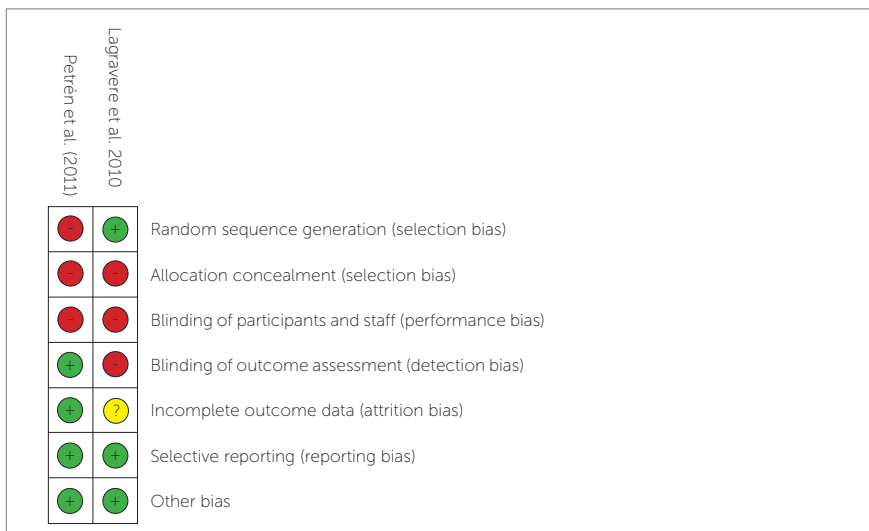 Petrén et al. (2011)
Lagravere et al. 2010
- + Random sequence generation (selection bias)
- - Allocation concealment (selection bias)
- - Blinding of participants and staff (performance bias)
+ - Blinding of outcome assessment (detection bias)
+ ? Incomplete outcome data (attrition bias)
+ + Selective reporting (reporting bias)
+ + Other bias